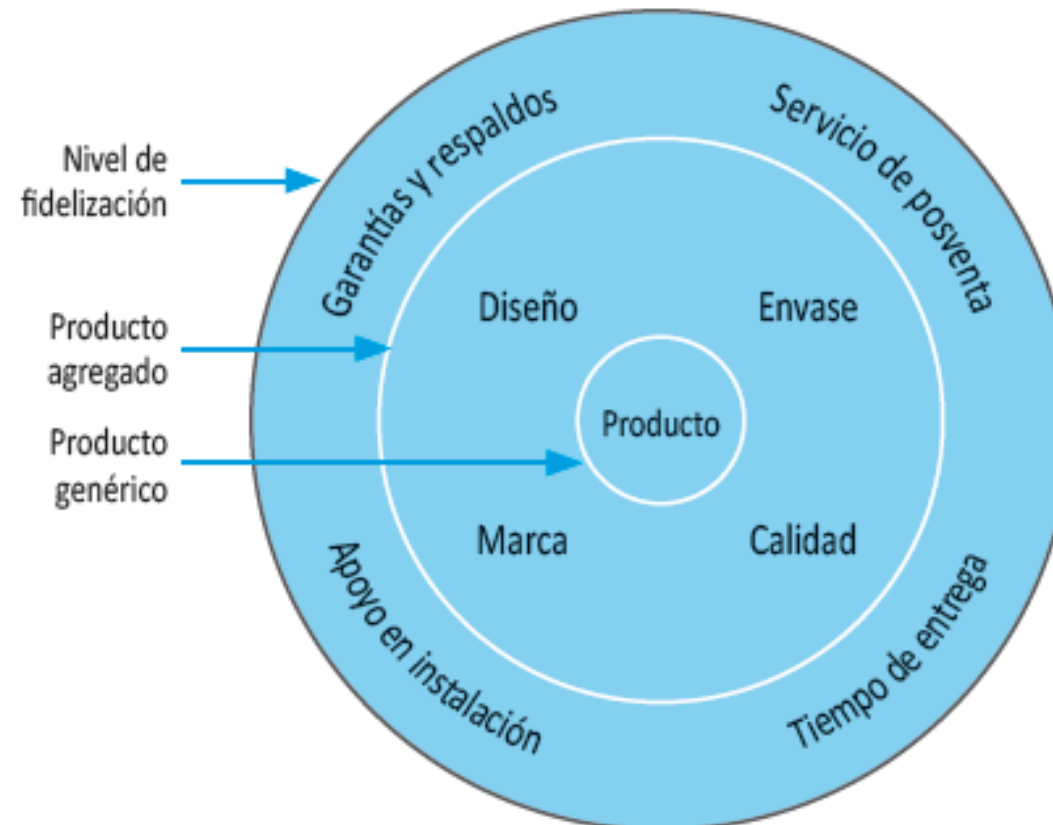 Nivel de
fidelización
Producto
agregado
Producto
genérico
Garantías y respaldos
Servicio de posventa
Diseño
Envase
Producto
Marca
Calidad
Apoyo en instalación
Tiempo de entrega